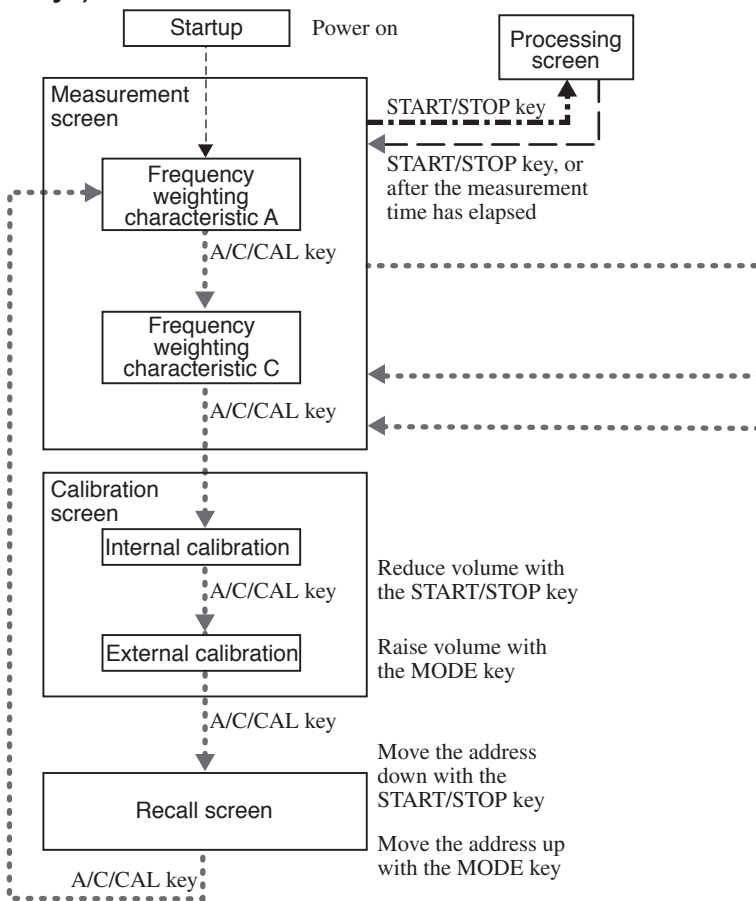 Startup
Power on
Processing
screen
Measurement
screen
START/STOP key
START/STOP key, or
after the measurement
time has elapsed
Frequency
weighting
characteristic A
A/C/CAL key
Frequency
weighting
characteristic C
A/C/CAL key
Calibration
screen
Internal calibration
Reduce volume with
the START/STOP key
A/C/CAL key
External calibration
Raise volume with
the MODE key
A/C/CAL key
Move the address
down with the
START/STOP key
Recall screen
Move the address up
with the MODE key
A/C/CAL key